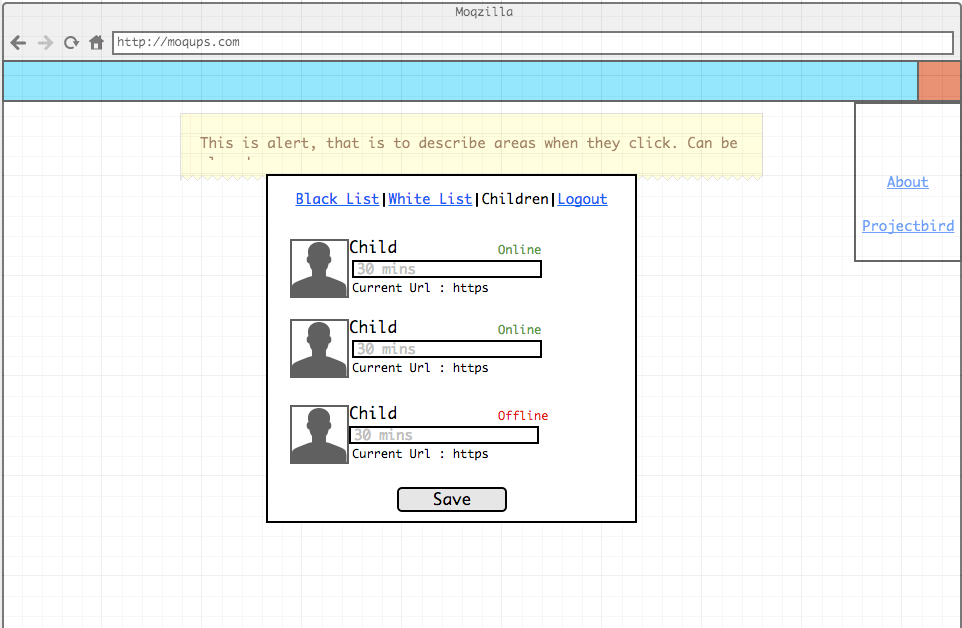 Moqzilla
http://moqups.com
This is alert, that is to describe areas when they click. Can be
About
Projectbird
Black List|White List|Children|Logout
Child Online
30 mins
Current Url : https
Child Online
30 mins
Current Url : https
Child Offline
30 mins
Current Url : https
Save